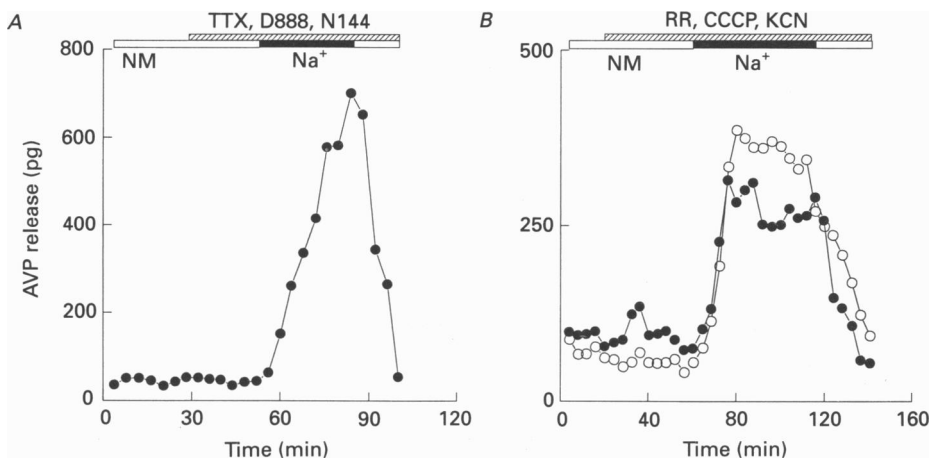 A
TTX, D888, N144
NM
Na⁺
800
600
400
200
0
AVP release (pg)
0
30
60
90
120
Time (min)
B
RR, CCCP, KCN
NM
Na⁺
500
250
0
0
40
80
120
160
Time (min)